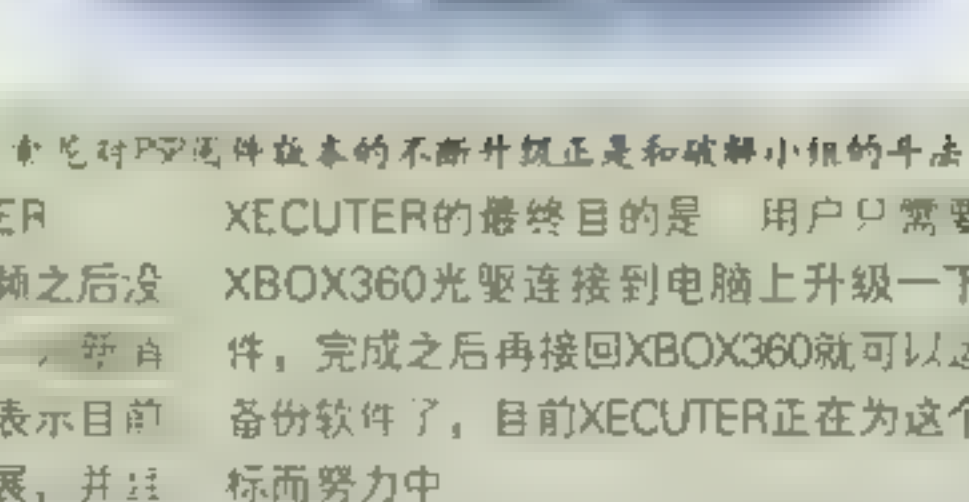 对PSP固件版本的不断升级正是和破解小组的斗
ER
频之后没
新
表示目前
展，并且
XECUTER的最终目的是 用户只需要
XBOX360光驱连接到电脑上升级一下
件，完成之后再接回XBOX360就可以
备份软件了，目前XECUTER正在为这个
标而努力中